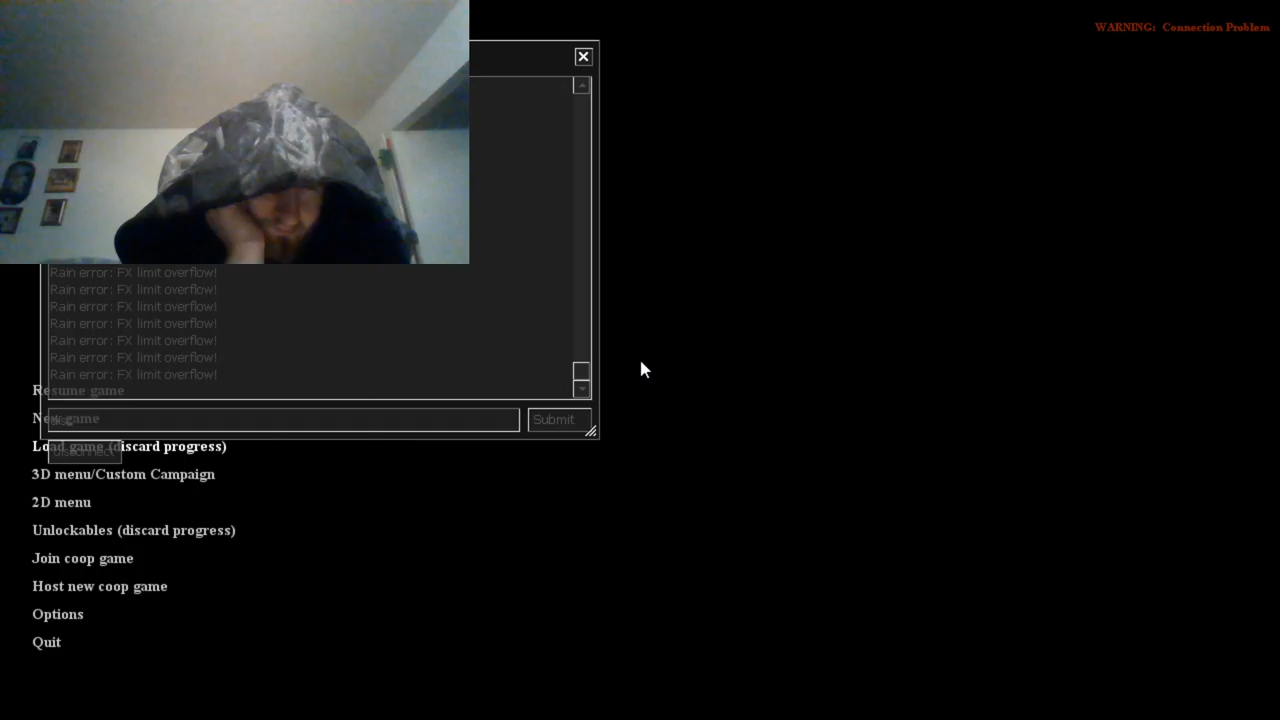 WARNING: Connection Problem
Rain error: FX limit overflow!
Rain error: FX limit overflow!
Rain error: FX limit overflow!
Rain error: FX limit overflow!
Rain error: FX limit overflow!
Rain error: FX limit overflow!
Rain error: FX limit overflow!
Resume game
New game
disc
Submit
Load game (discard progress)
disconnect
3D menu/Custom Campaign
2D menu
Unlockables (discard progress)
Join coop game
Host new coop game
Options
Quit